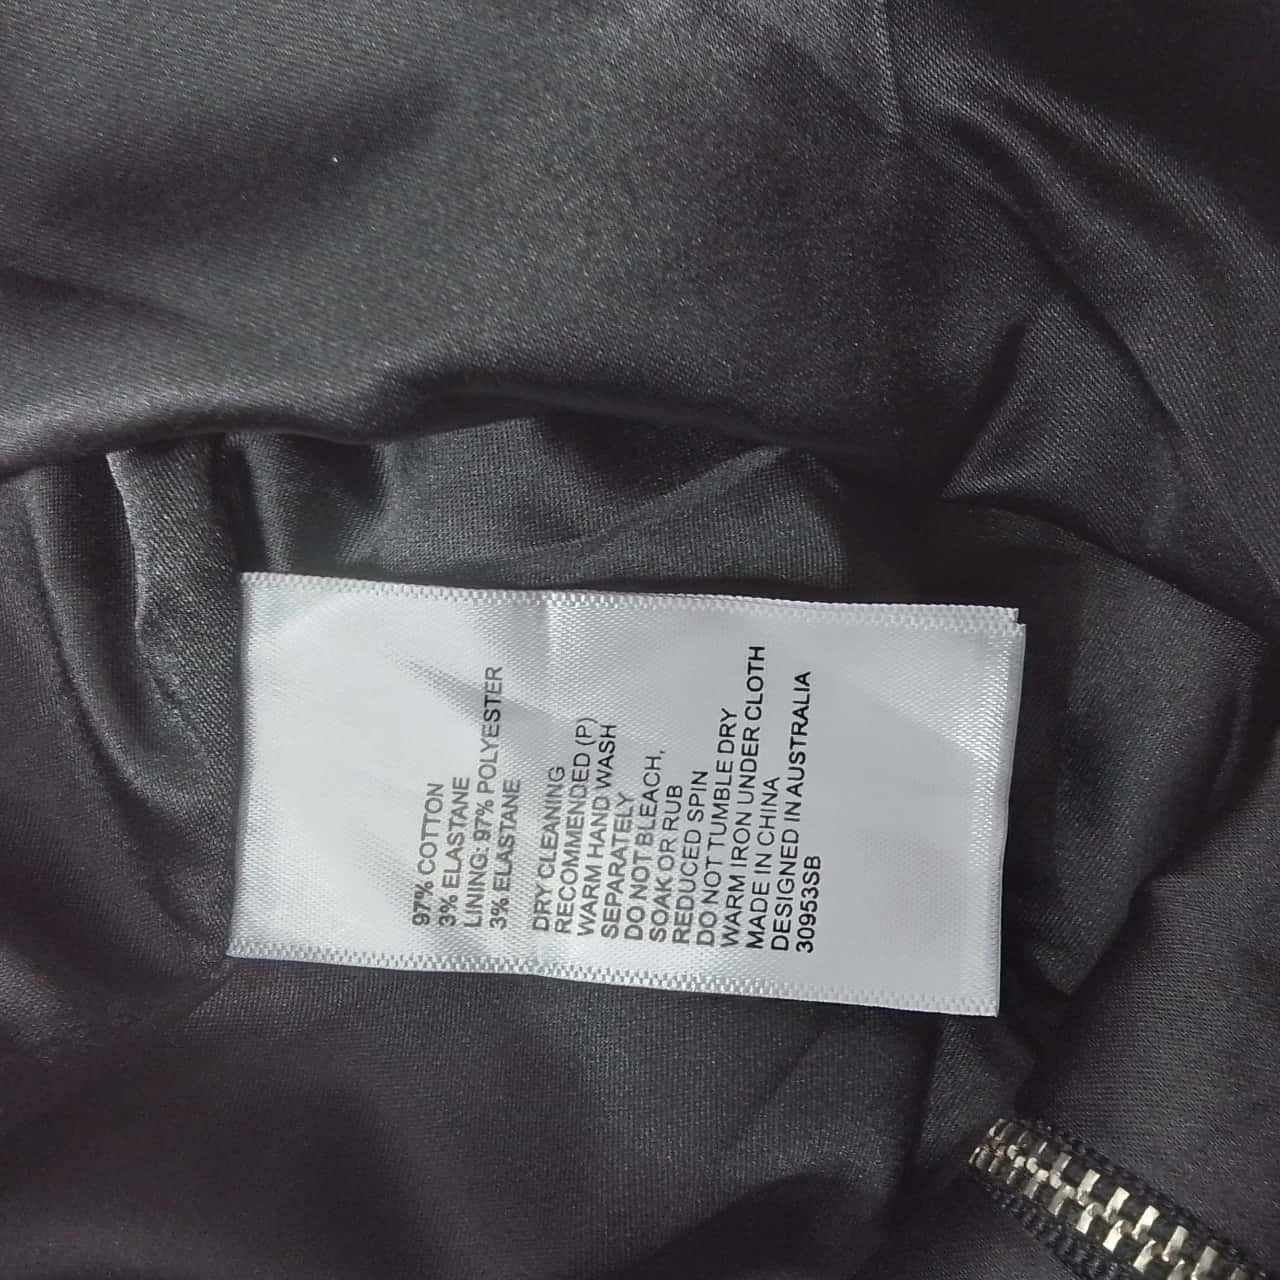 97% COTTON
3% ELASTANE
LINING: 97% POLYESTER
3% ELASTANE
DRY CLEANING
RECOMMENDED (P)
WARM HAND WASH
SEPARATELY
DO NOT BLEACH,
SOAK OR RUB
REDUCED SPIN
DO NOT TUMBLE DRY
WARM IRON UNDER CLOTH
MADE IN CHINA
DESIGNED IN AUSTRALIA
30953SB